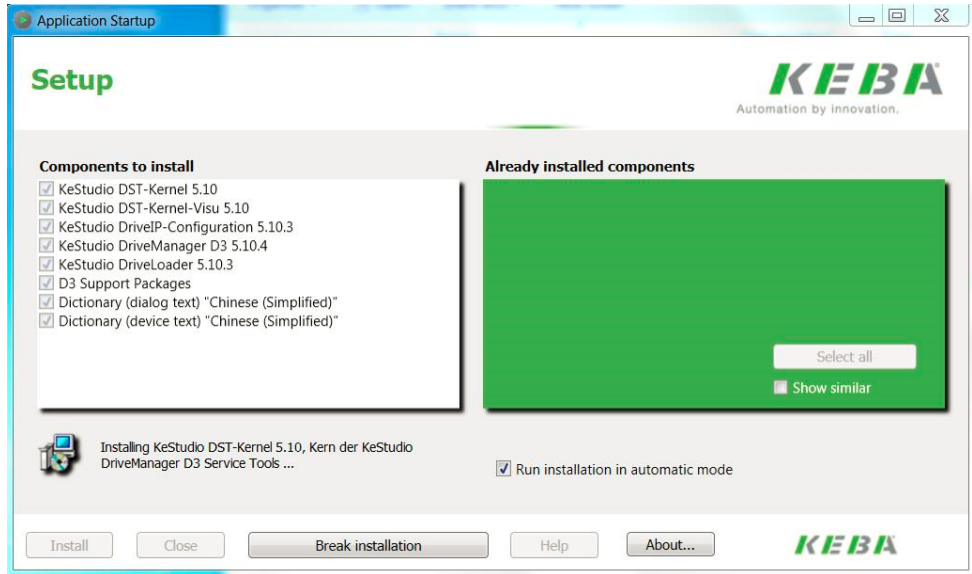 Application Startup
Setup
KEBA
Automation by innovation.
Components to install
KeStudio DST-Kernel 5.10
KeStudio DST-Kernel-Visu 5.10
KeStudio DriveIP-Configuration 5.10.3
KeStudio DriveManager D3 5.10.4
KeStudio DriveLoader 5.10.3
D3 Support Packages
Dictionary (dialog text) "Chinese (Simplified)"
Dictionary (device text) "Chinese (Simplified)"
Already installed components
Select all
Show similar
Installing KeStudio DST-Kernel 5.10, Kern der KeStudio
DriveManager D3 Service Tools ...
Run installation in automatic mode
Install
Close
Break installation
Help
About...
KEBA